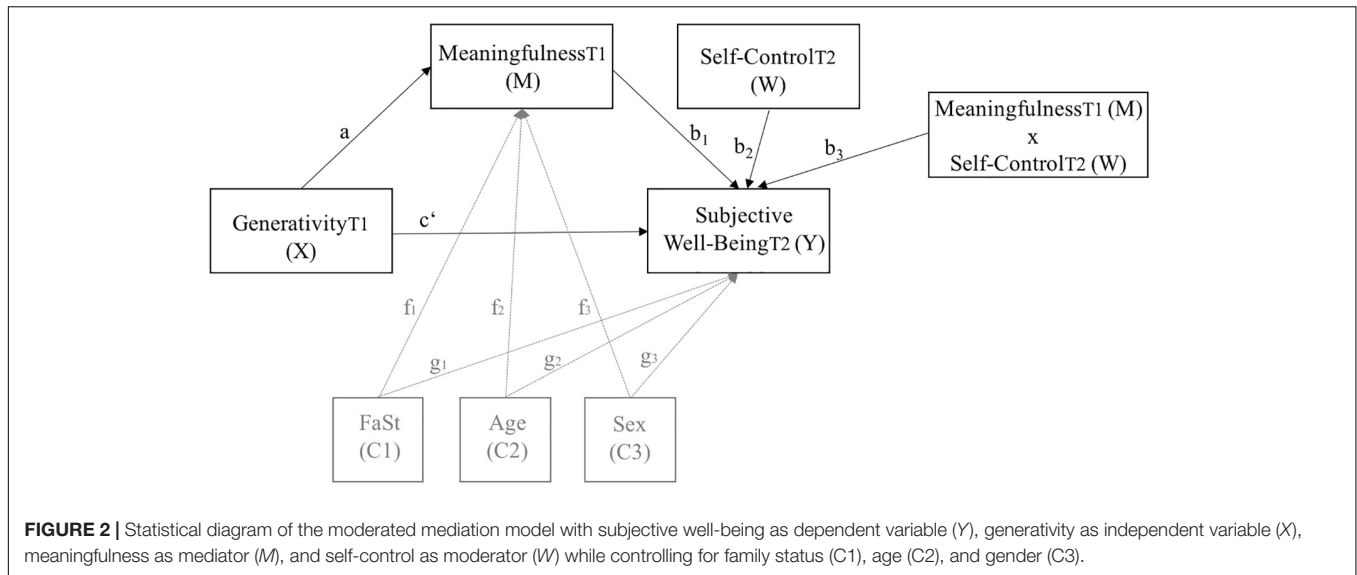 MeaningfulnessT1
(M)
Self-ControlT2
(W)
MeaningfulnessT1 (M)
x
Self-ControlT2 (W)
a
b1
b2
b3
GenerativityT1
(X)
c‘
Subjective
Well-BeingT2 (Y)
f1
f2
f3
g1
g2
g3
FaSt
(C1)
Age
(C2)
Sex
(C3)
FIGURE 2 | Statistical diagram of the moderated mediation model with subjective well-being as dependent variable (Y), generativity as independent variable (X),
meaningfulness as mediator (M), and self-control as moderator (W) while controlling for family status (C1), age (C2), and gender (C3).